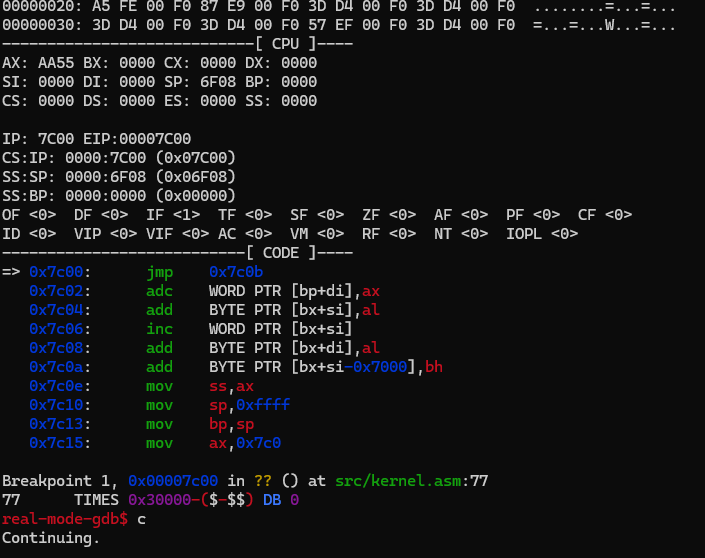 00000020: A5 FE 00 F0 87 E9 00 F0 3D D4 00 F0 3D D4 00 F0 ........=...=...
00000030: 3D D4 00 F0 3D D4 00 F0 57 EF 00 F0 3D D4 00 F0 =...=...W...=...
----------------------------[ CPU ]----
AX: AA55 BX: 0000 CX: 0000 DX: 0000
SI: 0000 DI: 0000 SP: 6F08 BP: 0000
CS: 0000 DS: 0000 ES: 0000 SS: 0000
IP: 7C00 EIP:00007C00
CS:IP: 0000:7C00 (0x07C00)
SS:SP: 0000:6F08 (0x06F08)
SS:BP: 0000:0000 (0x00000)
OF <0> DF <0> IF <1> TF <0> SF <0> ZF <0> AF <0> PF <0> CF <0>
ID <0> VIP <0> VIF <0> AC <0> VM <0> RF <0> NT <0> IOPL <0>
---------------------------[ CODE ]----
=> 0x7c00: jmp 0x7c0b
0x7c02: adc WORD PTR [bp+di],ax
0x7c04: add BYTE PTR [bx+si],al
0x7c06: inc WORD PTR [bx+si]
0x7c08: add BYTE PTR [bx+di],al
0x7c0a: add BYTE PTR [bx+si-0x7000],bh
0x7c0e: mov ss,ax
0x7c10: mov sp,0xffff
0x7c13: mov bp,sp
0x7c15: mov ax,0x7c0
Breakpoint 1, 0x00007c00 in ?? () at src/kernel.asm:77
77 TIMES 0x30000-($-$$) DB 0
real-mode-gdb$ c
Continuing.